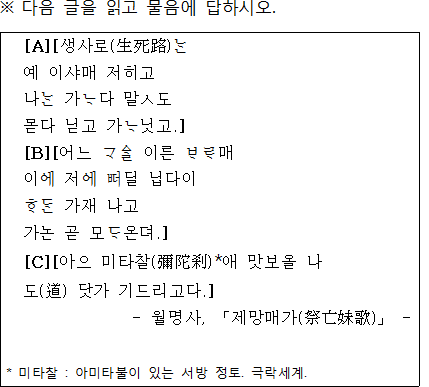 ※ 다음 글을 읽고 물음에 답하시오.
[A][생사로(生死路)ᄂᆞᆫ
예 이샤매 저히고
나ᄂᆞᆫ 가ᄂᆞ다 말ㅅ도
몯다 닏고 가ᄂᆞ닛고.]
[B][어느 ᄀᆞᅀᆞᆯ 이른 ᄇᆞᄅᆞ매
이에 저에 ᄠᅥ딜 닙다이
ᄒᆞᄃᆞᆫ 가재 나고
가논 곧 모ᄃᆞ온뎌.]
[C][아으 미타찰(彌陀刹)*애 맛보올 나
도(道) 닷가 기드리고다.]
- 월명사, 「제망매가(祭亡妹歌)」 -
* 미타찰 : 아미타불이 있는 서방 정토. 극락세계.